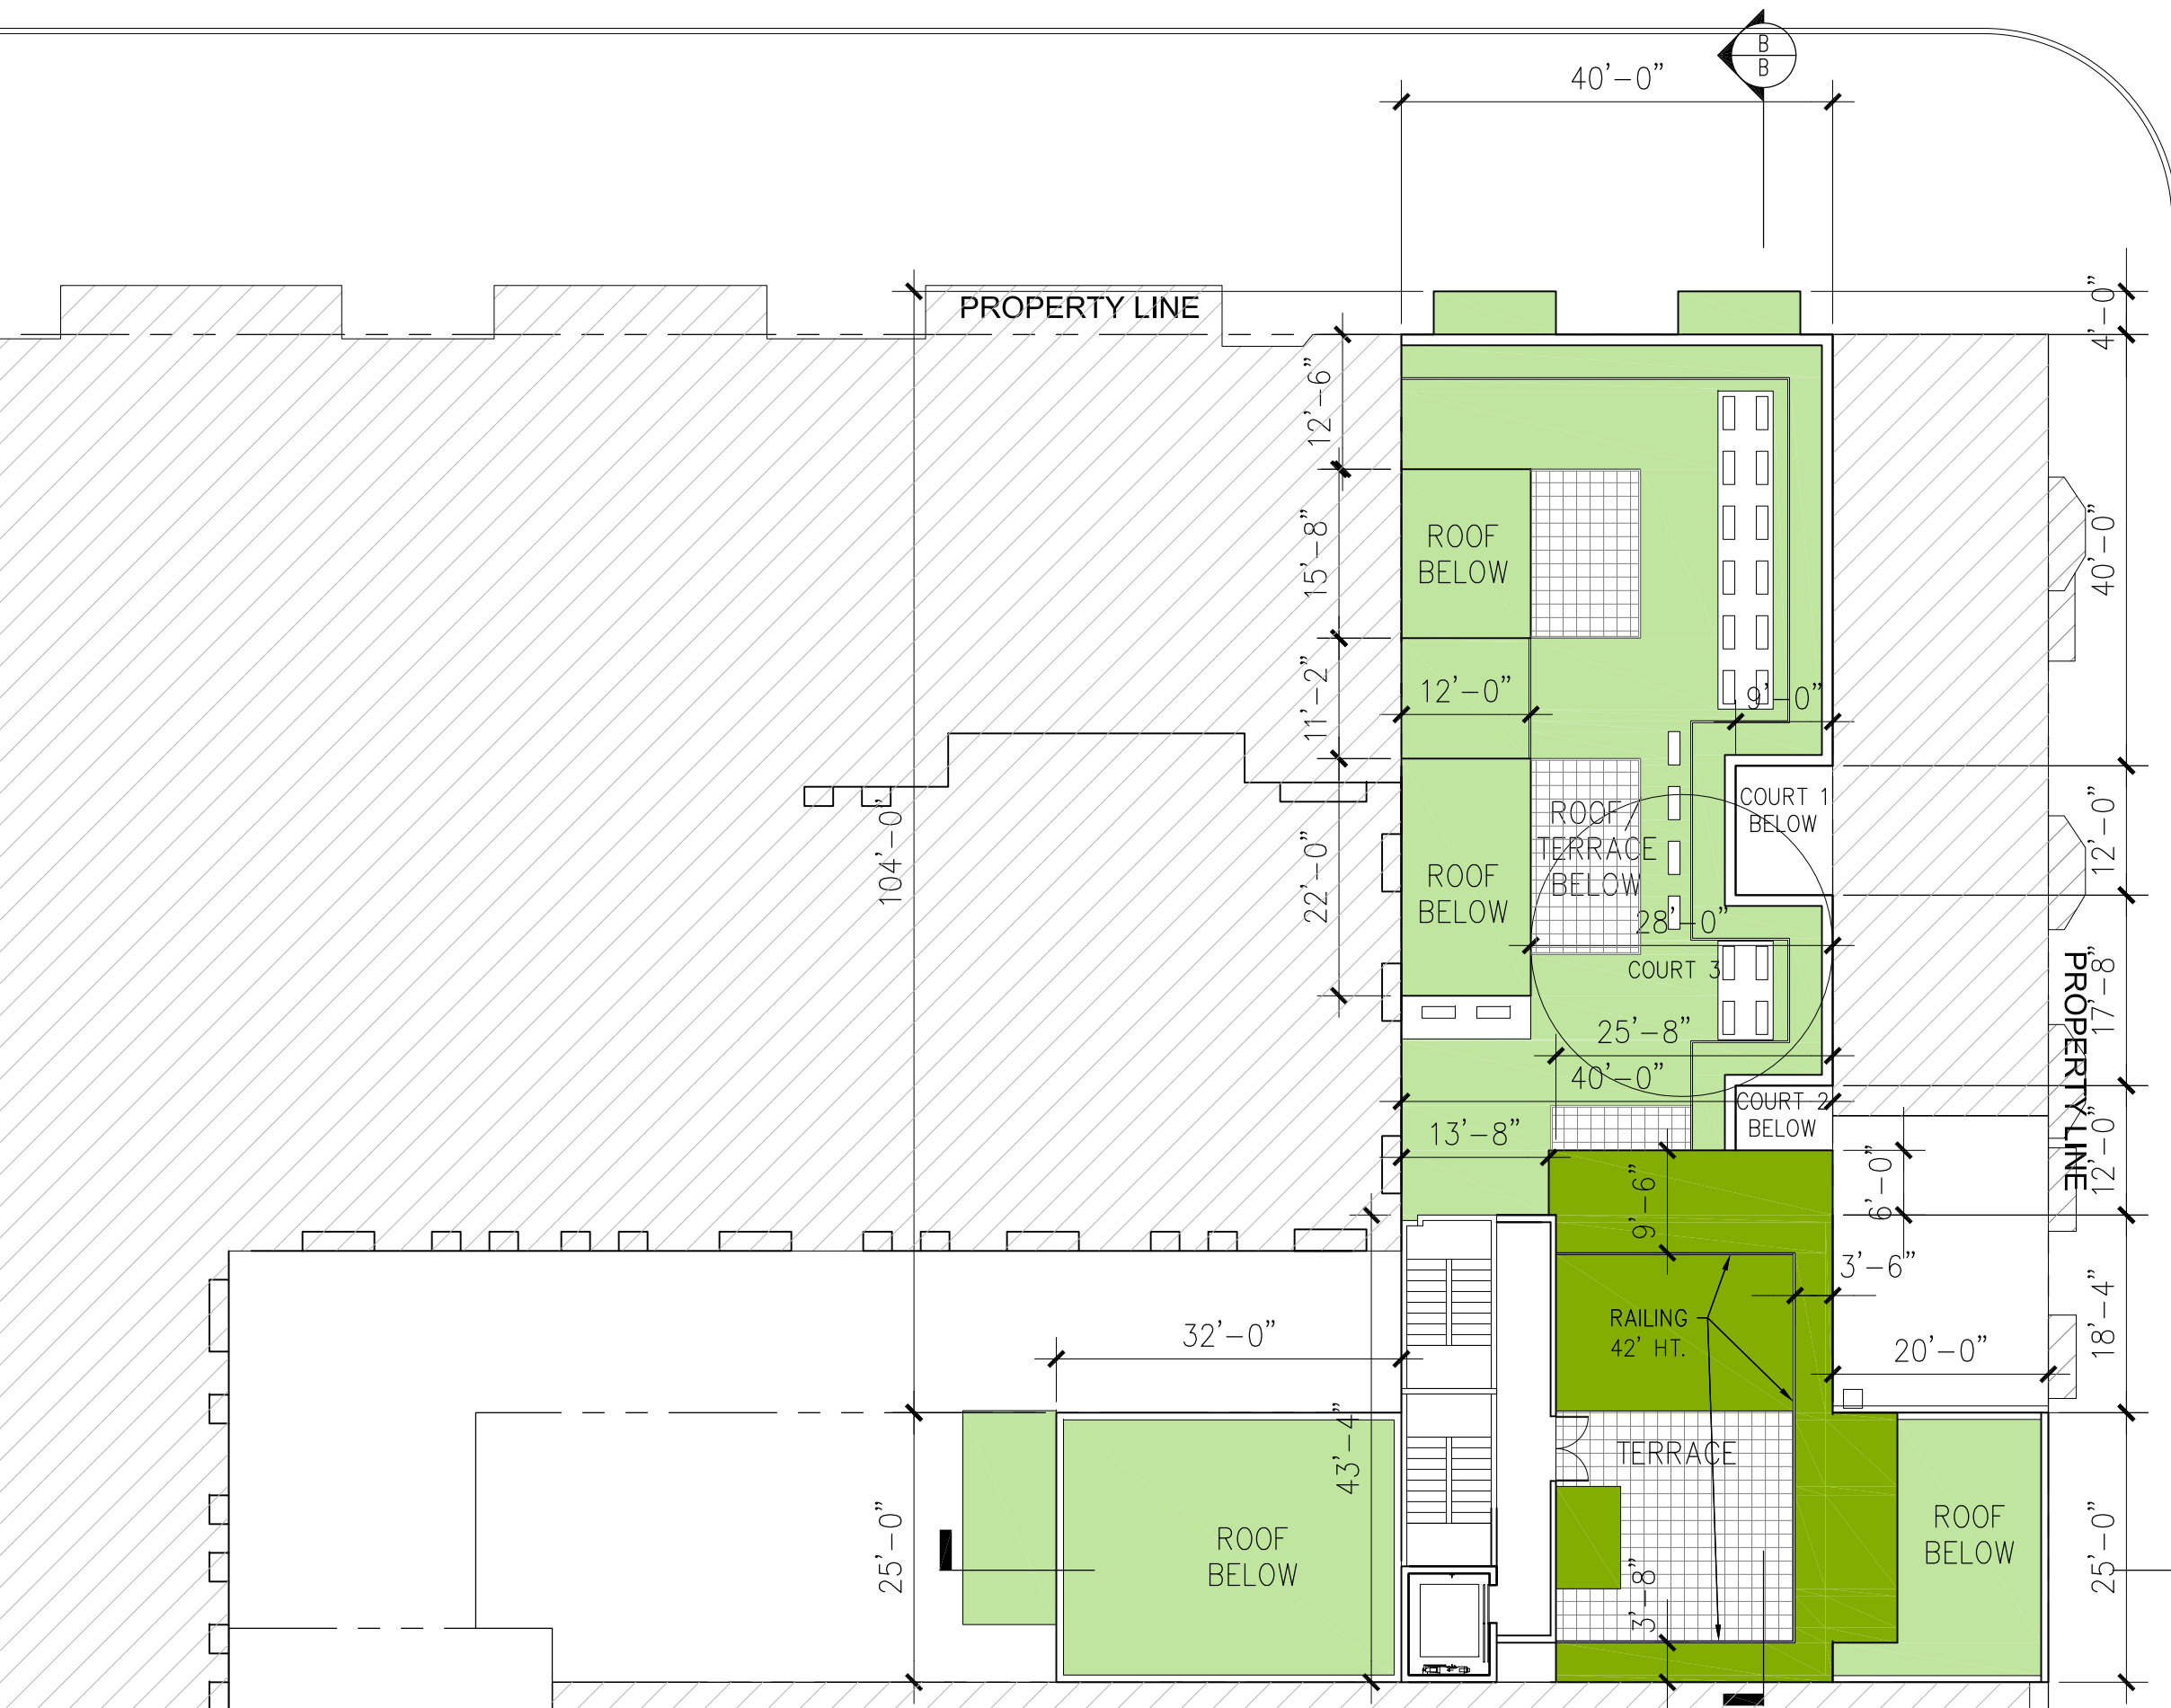 B
B
40'-0"
4'-0"
PROPERTY LINE
12'-6"
15'-8"
ROOF
BELOW
40'-0"
11'-2"
12'-0"
9'-0"
104'-0"
22'-0"
ROOF/
TERRACE
BELOW
COURT 1
BELOW
12'-0"
ROOF
BELOW
28'-0"
COURT 3
17'-8"
PROPERTY LINE
25'-8"
40'-0"
13'-8"
COURT 2
BELOW
12'-0"
9'-6"
6'-0"
3'-6"
18'-4"
RAILING
42' HT.
32'-0"
20'-0"
43'-4"
TERRACE
25'-0"
ROOF
BELOW
3'-8"
ROOF
BELOW
25'-0"